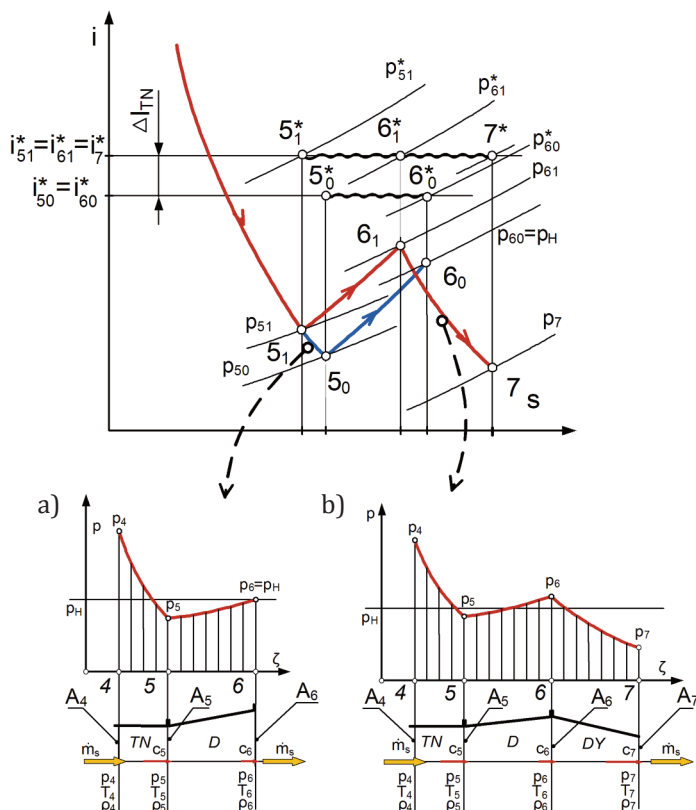 i
p*51
p*61
ΔI_TN
5*1
6*1
7*
i*51=i*61=i*7
p*60
5*0
6*0
p61
i*50=i*60
6₁
p60=pH
6₀
p51
p7
5₁
p50
5₀
7
s
a)
b)
p
p4
p
p4
p6=pH
p6
pH
p5
pH
p5
p7
ζ
ζ
4 5 6
4 5 6 7
A4 A5 A6
A4 A5 A6 A7
TN D
TN D DY
ṁs c5 c6 ṁs
ṁs c5 c6 c7 ṁs
p4 p5 p6
T4 T5 T6
ρ4 ρ5 ρ6
p4 p5 p6 p7
T4 T5 T6 T7
ρ4 ρ5 ρ6 ρ7